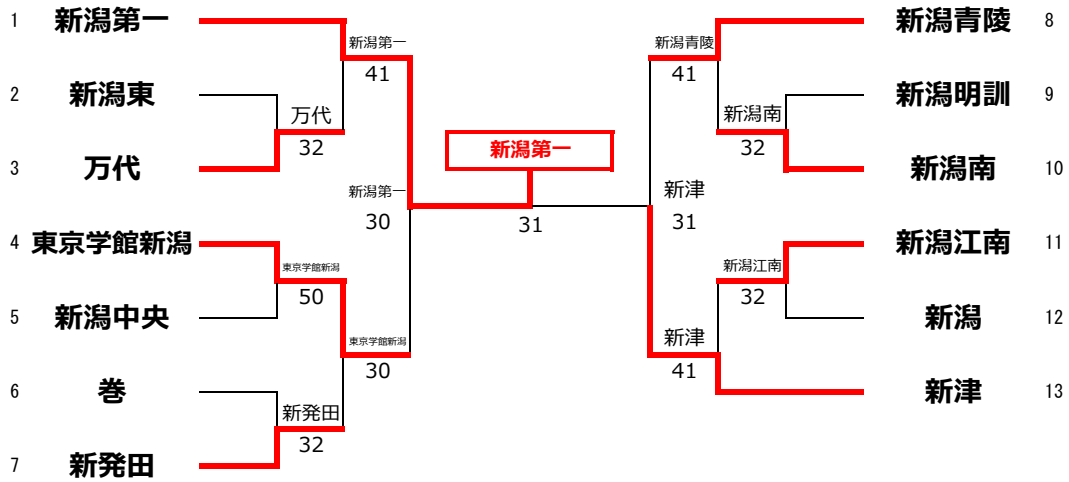 1 新潟第一
新潟第一
41
2 新潟東
万代
32
3 万代
新潟第一
30
4 東京学館新潟
東京学館新潟
50
5 新潟中央
東京学館新潟
30
6 巻
新発田
32
7 新発田
新潟第一
31
新潟青陵 8
新潟青陵
41
新潟明訓 9
新潟南
32
新潟南 10
新津
31
新潟江南 11
新潟江南
32
新潟 12
新津
41
新津 13